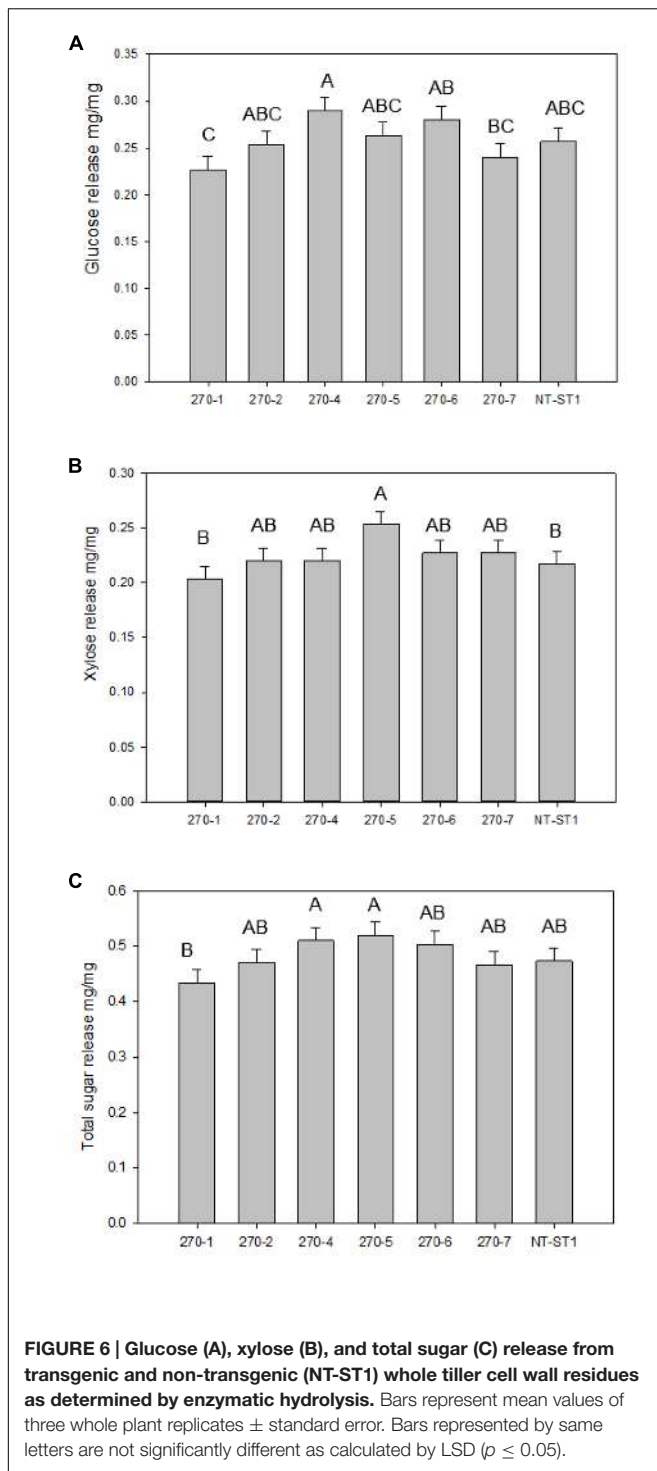 A
Glucose release mg/mg
0.35
0.30
0.25
0.20
0.15
0.10
0.05
0.00
C ABC A ABC AB BC ABC
270-1 270-2 270-4 270-5 270-6 270-7 NT-ST1
B
Xylose release mg/mg
0.30
0.25
0.20
0.15
0.10
0.05
0.00
B AB AB A AB AB B
270-1 270-2 270-4 270-5 270-6 270-7 NT-ST1
C
Total sugar release mg/mg
0.6
0.5
0.4
0.3
0.2
0.1
0.0
B AB A A AB AB AB
270-1 270-2 270-4 270-5 270-6 270-7 NT-ST1
FIGURE 6 | Glucose (A), xylose (B), and total sugar (C) release from
transgenic and non-transgenic (NT-ST1) whole tiller cell wall residues
as determined by enzymatic hydrolysis. Bars represent mean values of
three whole plant replicates ± standard error. Bars represented by same
letters are not significantly different as calculated by LSD (p ≤ 0.05).